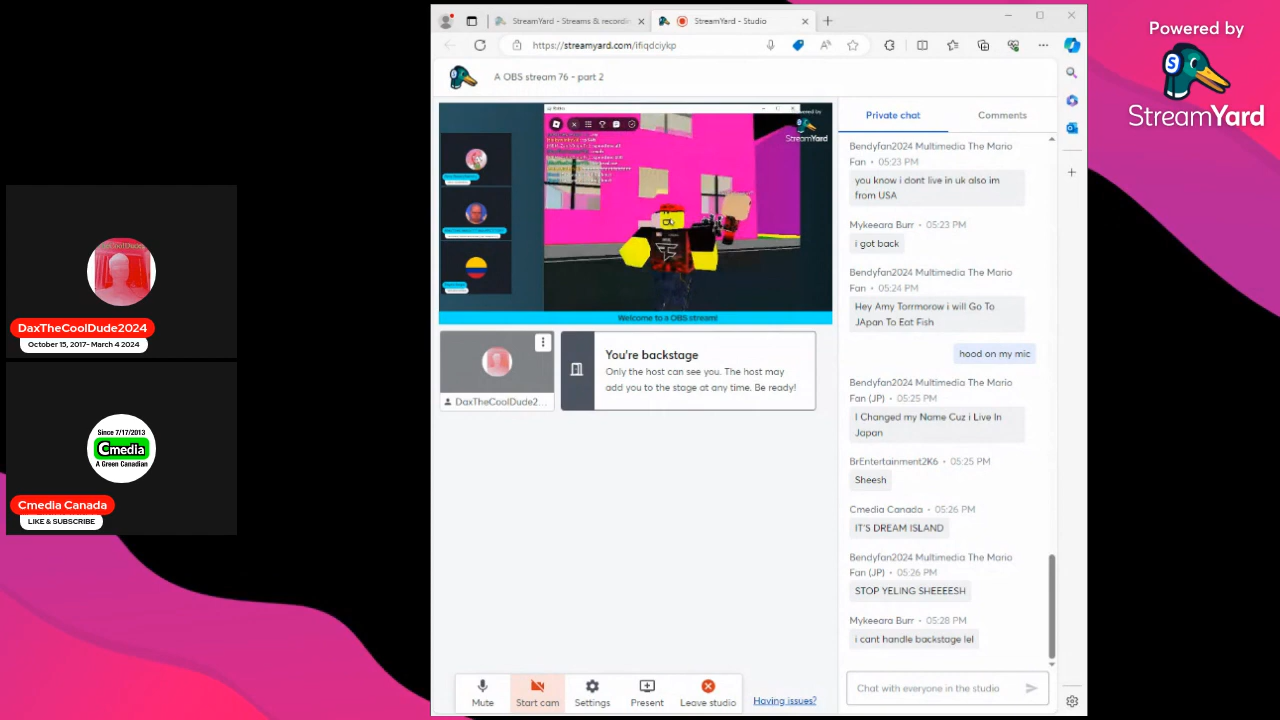 StreamYard - Streams & recordin
StreamYard - Studio
https://streamyard.com/ifiqdciykp
Powered by
StreamYard
A OBS stream 76 - part 2
Private chat
Comments
Bendyfan2024 Multimedia The Mario
Fan • 05:23 PM
you know i dont live in uk also im
from USA
Mykeeara Burr • 05:23 PM
i got back
Bendyfan2024 Multimedia The Mario
Fan • 05:24 PM
Hey Amy Torrmorow i will Go To
JApan To Eat Fish
hood on my mic
Bendyfan2024 Multimedia The Mario
Fan (JP) • 05:25 PM
I Changed my Name Cuz i Live In
Japan
BrEntertainment2K6 • 05:25 PM
Sheesh
Cmedia Canada • 05:26 PM
IT'S DREAM ISLAND
Bendyfan2024 Multimedia The Mario
Fan (JP) • 05:26 PM
STOP YELING SHEEEESH
Mykeeara Burr • 05:28 PM
i cant handle backstage lel
Chat with everyone in the studio
StreamYard
Welcome to a OBS stream!
DaxTheCoolDude2...
You're backstage
Only the host can see you. The host may
add you to the stage at any time. Be ready!
DaxTheCoolDude2024
October 15, 2017- March 4 2024
Since 7/17/2013
Cmedia
A Green Canadian
Cmedia Canada
LIKE & SUBSCRIBE
Mute
Start cam
Settings
Present
Leave studio
Having issues?